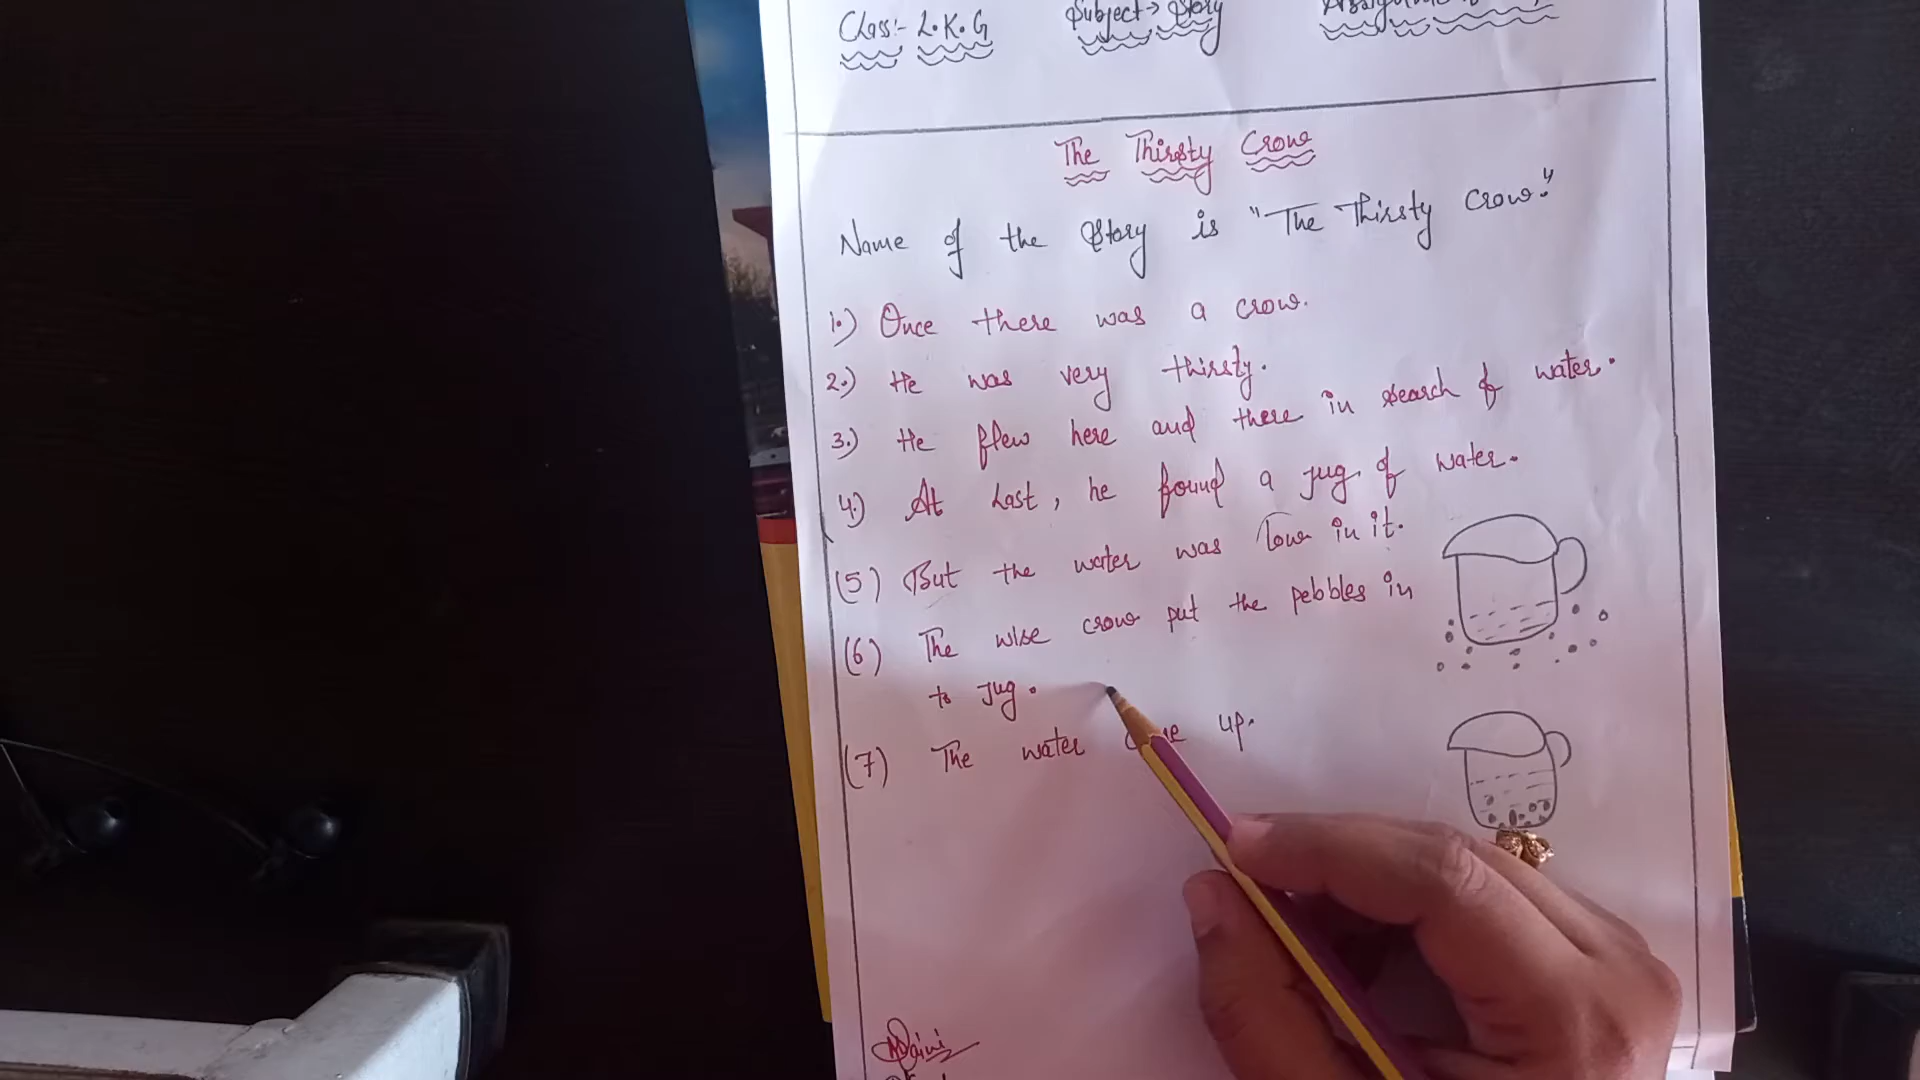 Class:- L.K.G Subject→ Story
The Thirsty Crow
Name of the Story is "The Thirsty Crow."
1.) Once there was a crow.
2.) He was very thirsty.
3.) He flew here and there in search of water.
4.) At Last, he found a jug of water.
(5) But the water was low in it.
(6) The wise crow put the pebbles in
to jug.
(7) The water up.